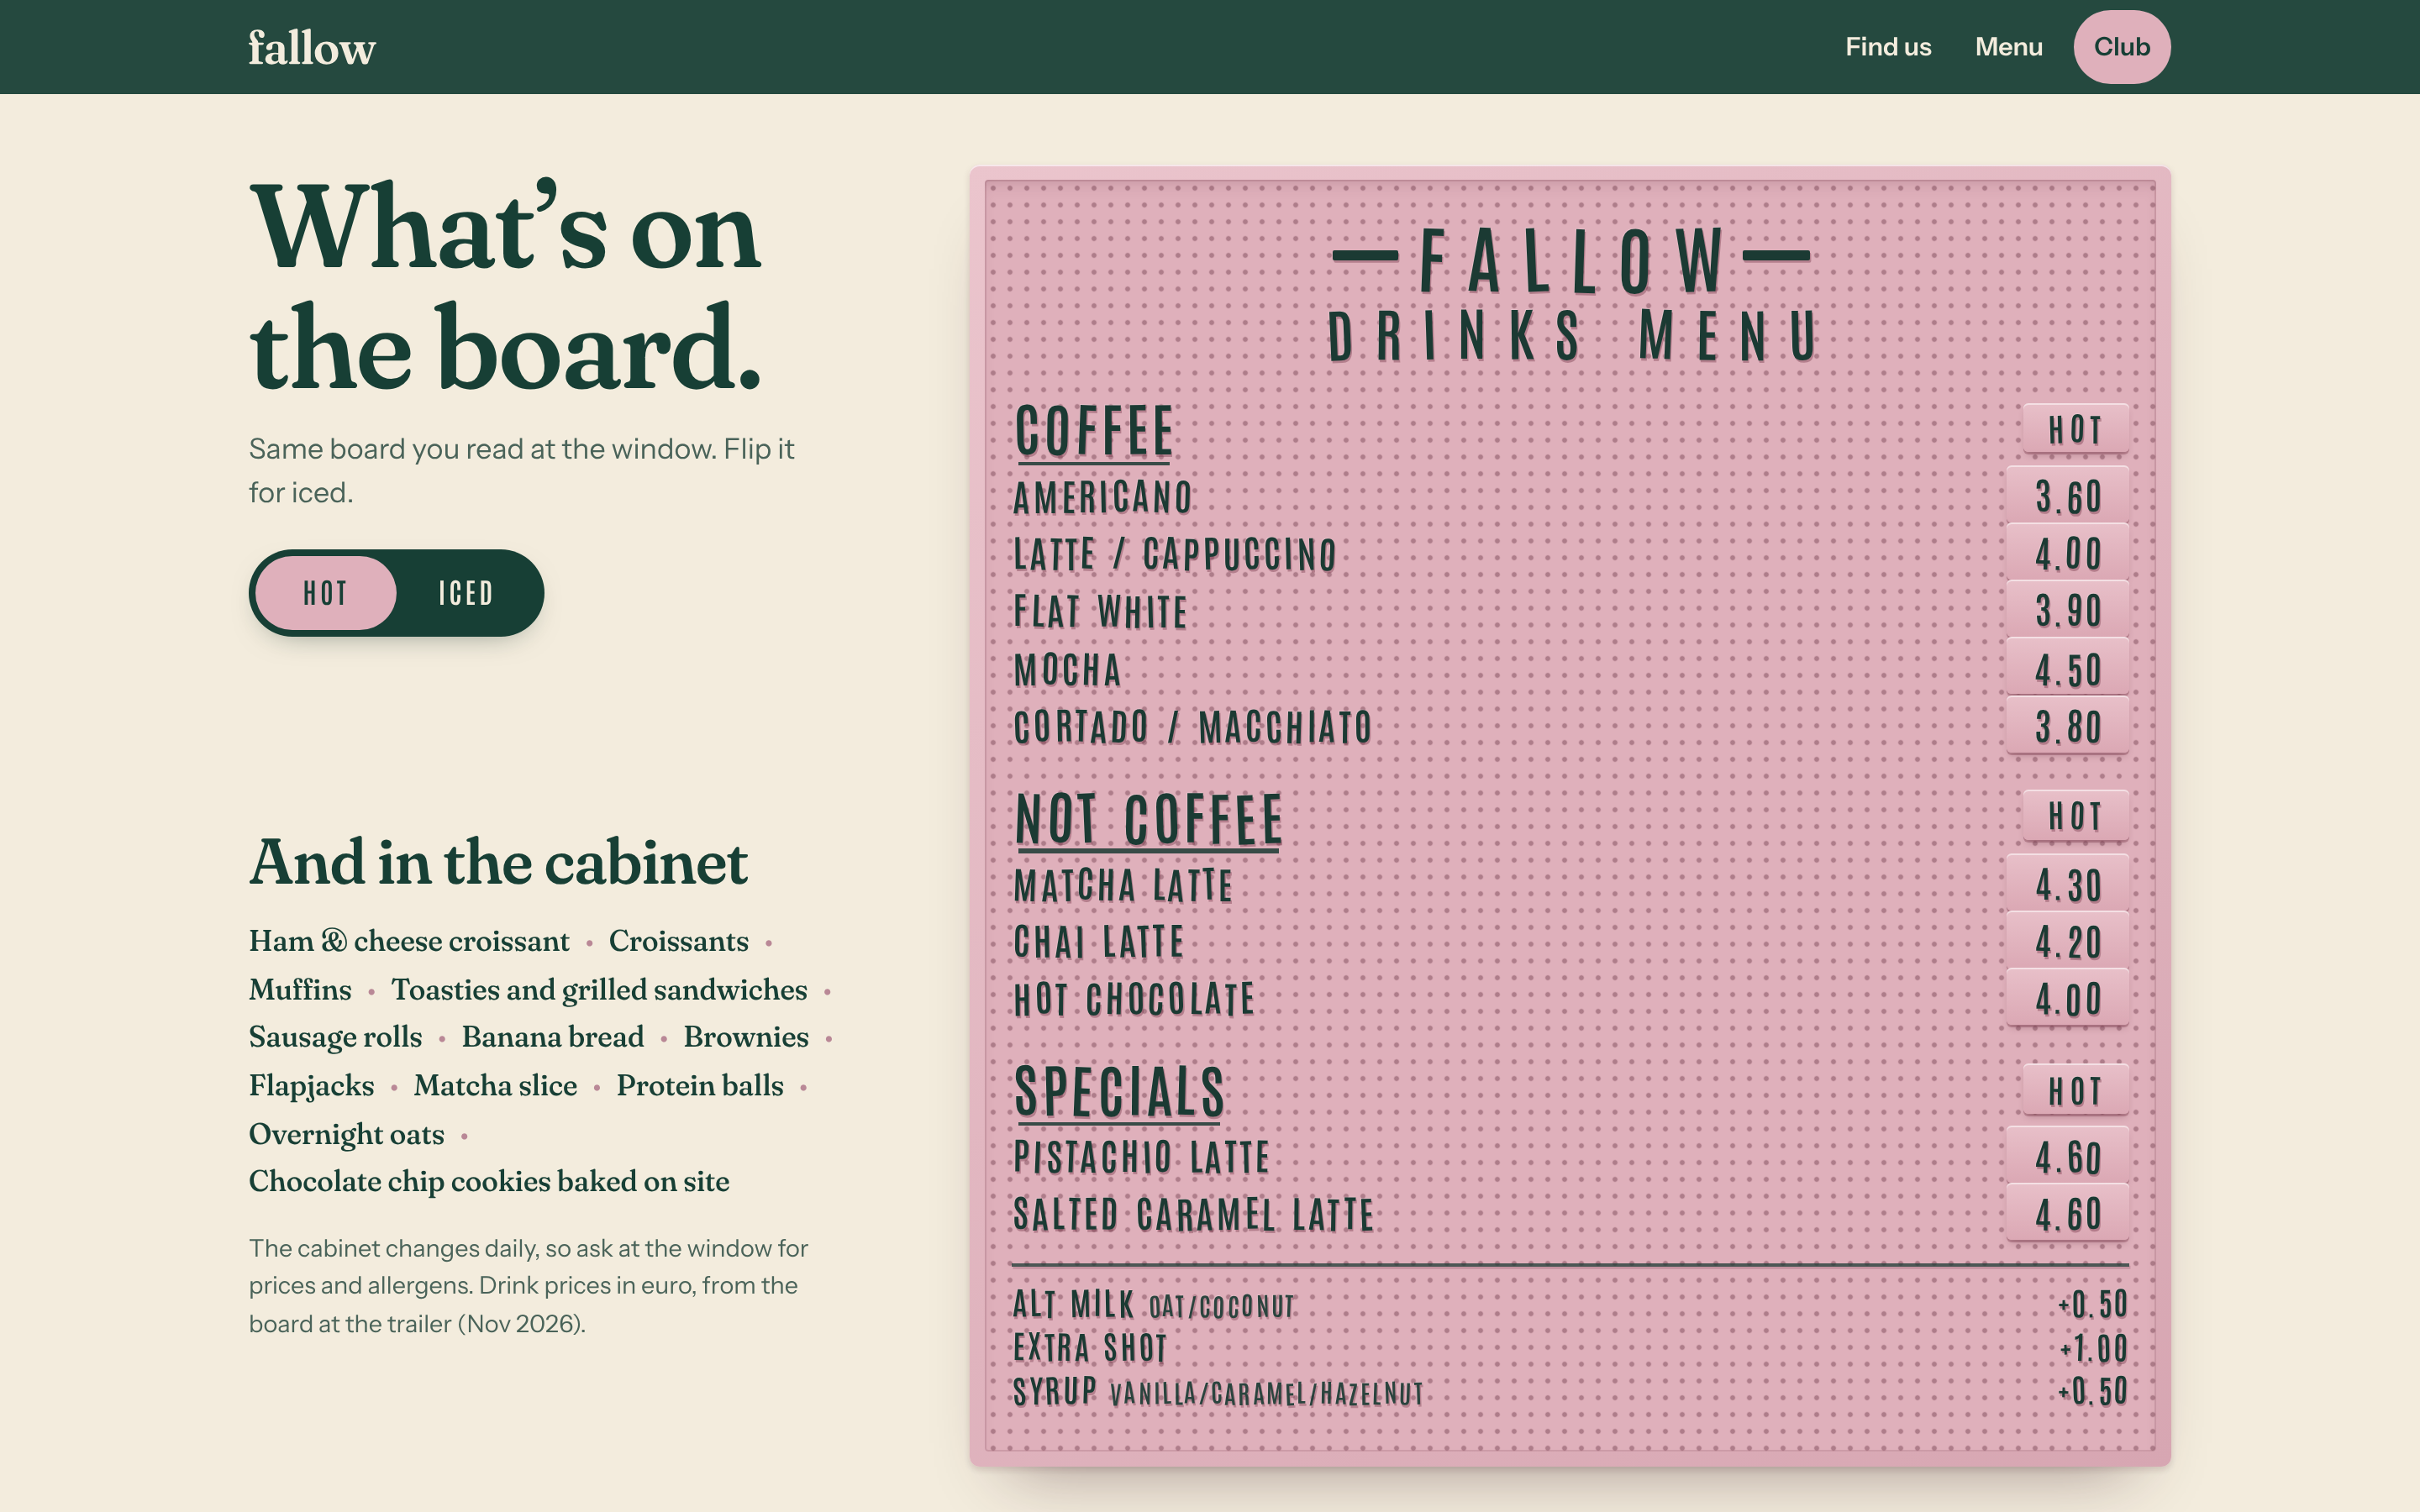 fallow
Find us Menu Club
What’s on
the board.
Same board you read at the window. Flip it
for iced.
HOT ICED
And in the cabinet
Ham & cheese croissant • Croissants •
Muffins • Toasties and grilled sandwiches •
Sausage rolls • Banana bread • Brownies •
Flapjacks • Matcha slice • Protein balls •
Overnight oats •
Chocolate chip cookies baked on site
The cabinet changes daily, so ask at the window for
prices and allergens. Drink prices in euro, from the
board at the trailer (Nov 2026).
—FALLOW—
DRINKS MENU
COFFEE HOT
AMERICANO 3.60
LATTE / CAPPUCCINO 4.00
FLAT WHITE 3.90
MOCHA 4.50
CORTADO / MACCHIATO 3.80
NOT COFFEE HOT
MATCHA LATTE 4.30
CHAI LATTE 4.20
HOT CHOCOLATE 4.00
SPECIALS HOT
PISTACHIO LATTE 4.60
SALTED CARAMEL LATTE 4.60
ALT MILK OAT/COCONUT +0.50
EXTRA SHOT +1.00
SYRUP VANILLA/CARAMEL/HAZELNUT +0.50